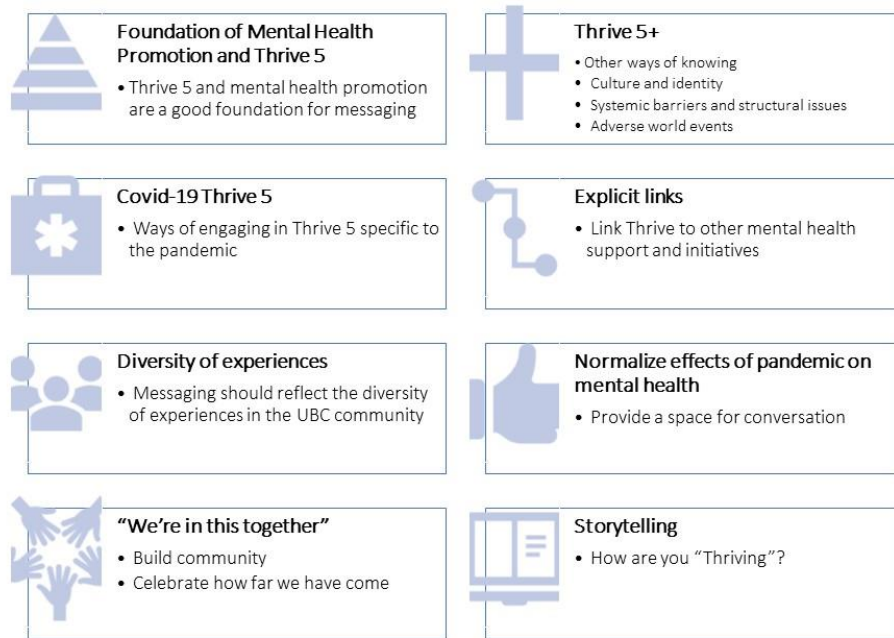 Foundation of Mental Health
Promotion and Thrive 5
• Thrive 5 and mental health promotion
are a good foundation for messaging
Thrive 5+
• Other ways of knowing
• Culture and identity
• Systemic barriers and structural issues
• Adverse world events
Covid-19 Thrive 5
• Ways of engaging in Thrive 5 specific to
the pandemic
Explicit links
• Link Thrive to other mental health
support and initiatives
Diversity of experiences
• Messaging should reflect the diversity
of experiences in the UBC community
Normalize effects of pandemic on
mental health
• Provide a space for conversation
“We’re in this together”
• Build community
• Celebrate how far we have come
Storytelling
• How are you “Thriving”?